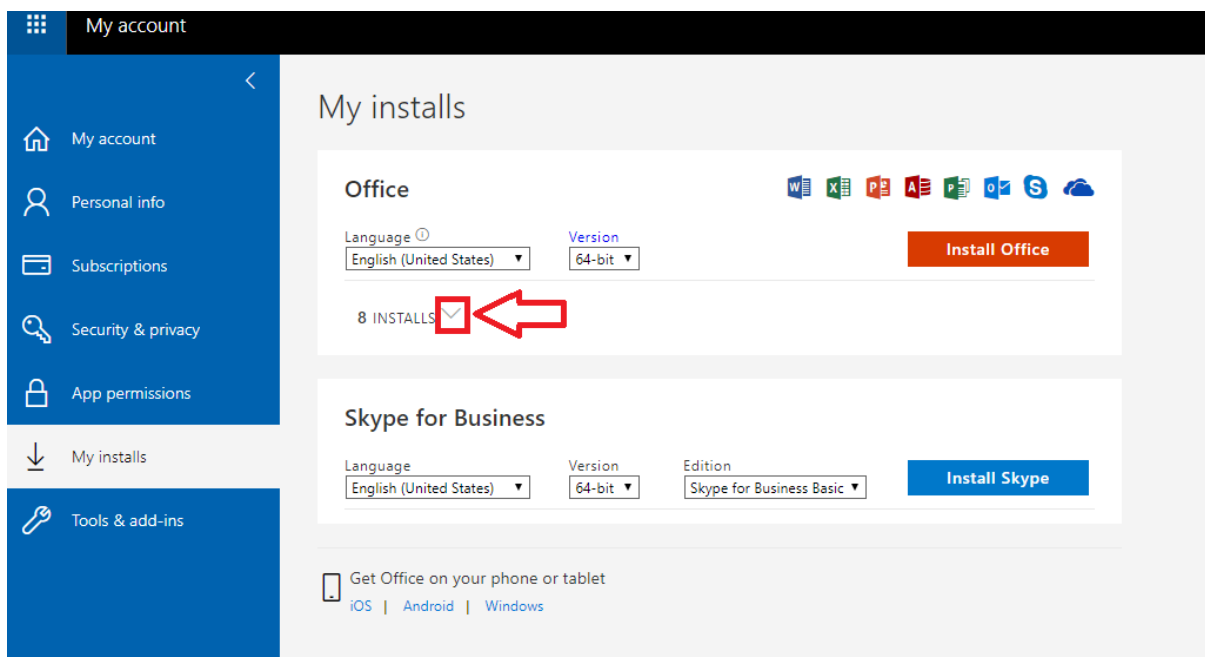 My account
My account
Personal info
Subscriptions
Security & privacy
App permissions
My installs
Tools & add-ins
My installs
Office
Language Version
English (United States) 64-bit
Install Office
8 INSTALLS
Skype for Business
Language Version Edition
English (United States) 64-bit Skype for Business Basic
Install Skype
Get Office on your phone or tablet
iOS | Android | Windows